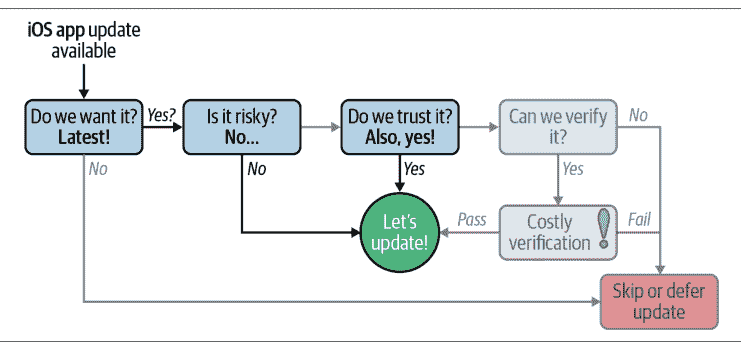 iOS app update
available
Do we want it?
Latest!
Yes?
Is it risky?
No...
Do we trust it?
Also, yes!
Can we verify
it?
No
No
No
Yes
Yes
Let's
update!
Pass
Costly
verification
!
Fail
Skip or defer
update